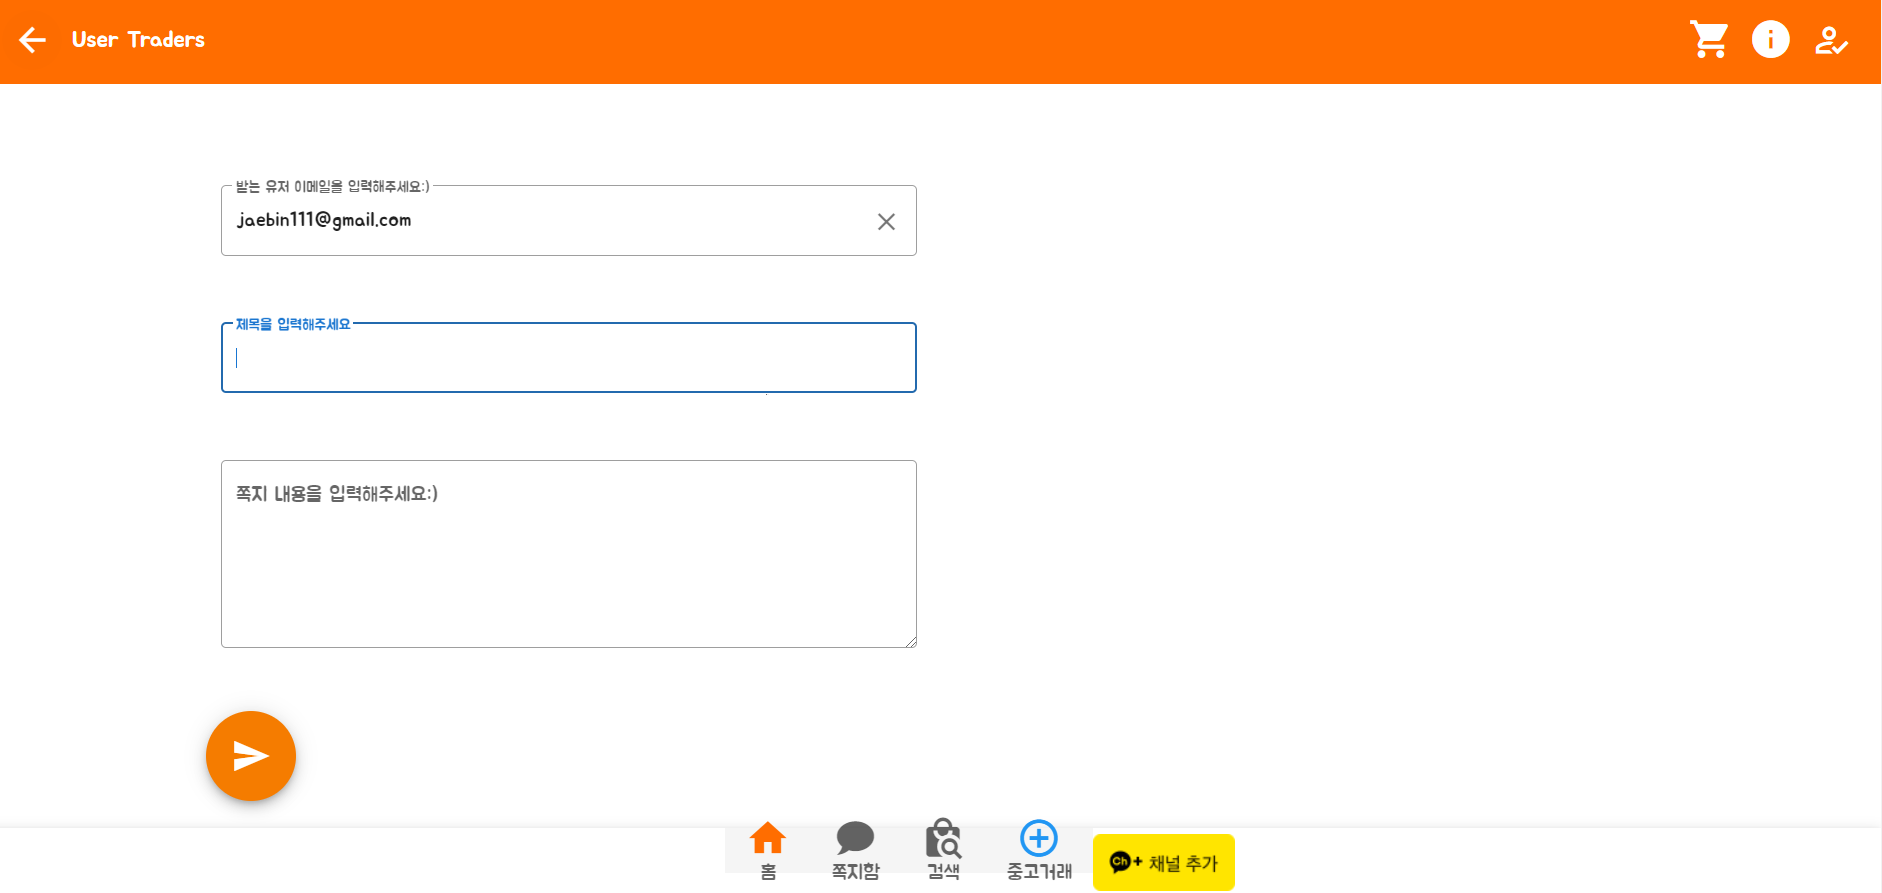 User Traders
받는 유저 이메일을 입력해주세요:)
jaebin111@gmail.com
제목을 입력해주세요
쪽지 내용을 입력해주세요:)
홈
쪽지함
검색
중고거래
Ch+ 채널 추가